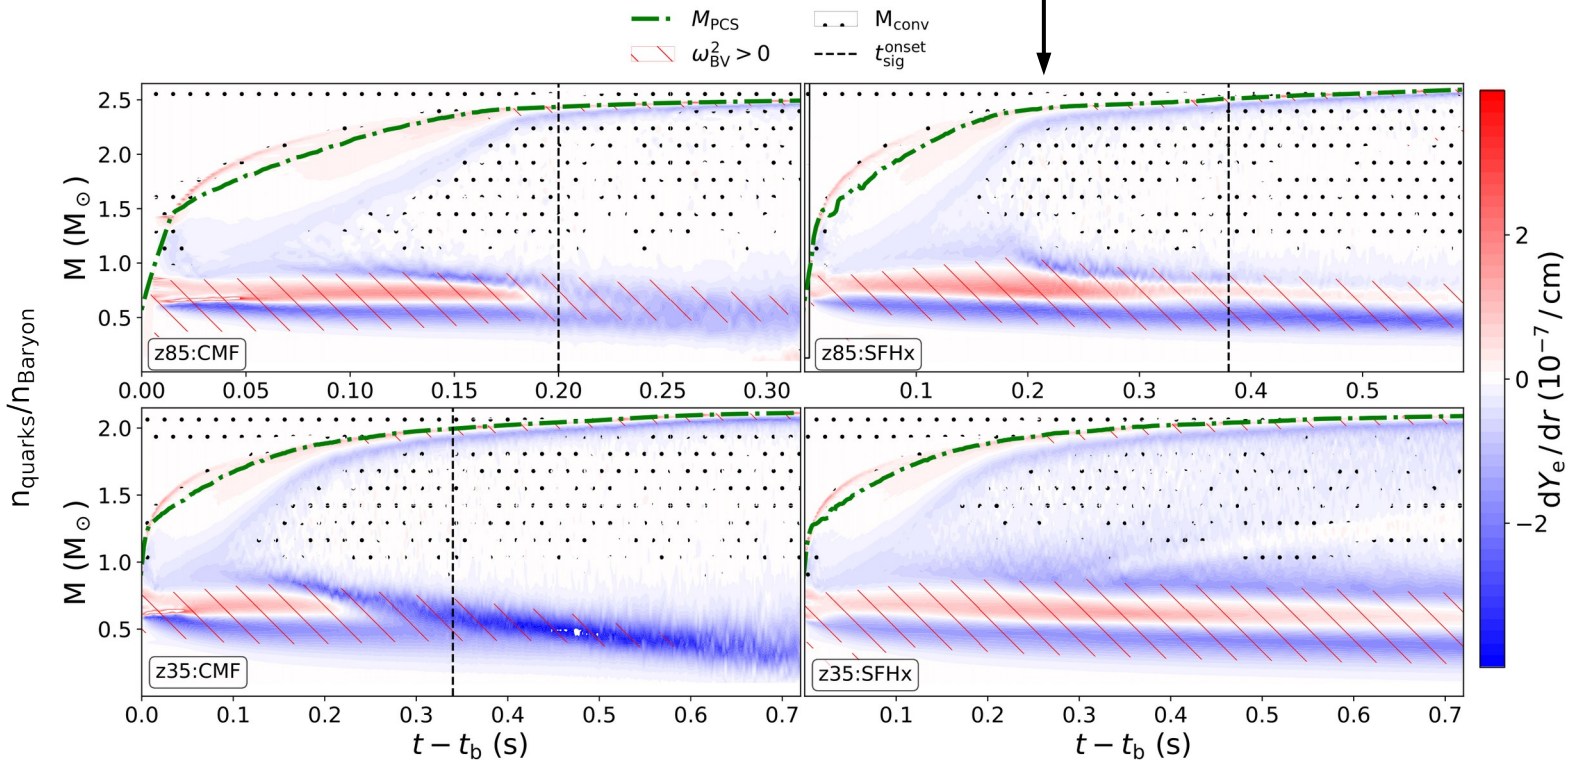 M_PCS
M_conv
ω²_BV > 0
t_sig^onset
n_quarks/n_Baryon
M (M⊙)
2.5
2.0
1.5
1.0
0.5
z85:CMF
0.00
0.05
0.10
0.15
0.20
0.25
0.30
z85:SFHx
0.1
0.2
0.3
0.4
0.5
M (M⊙)
2.0
1.5
1.0
0.5
z35:CMF
0.0
0.1
0.2
0.3
0.4
0.5
0.6
0.7
t − t_b (s)
z35:SFHx
0.1
0.2
0.3
0.4
0.5
0.6
0.7
t − t_b (s)
2
0
−2
dY_e / dr (10⁻⁷ / cm)